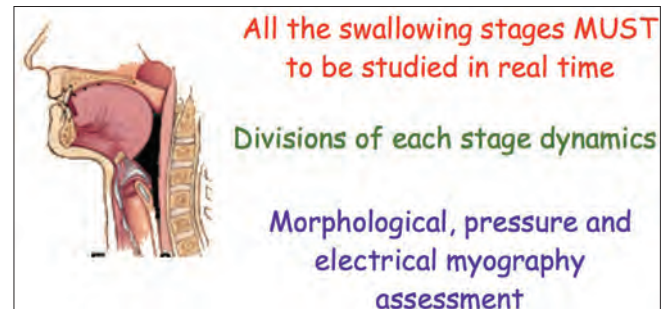 All the swallowing stages MUST
to be studied in real time
Divisions of each stage dynamics
Morphological, pressure and
electrical myography
assessment